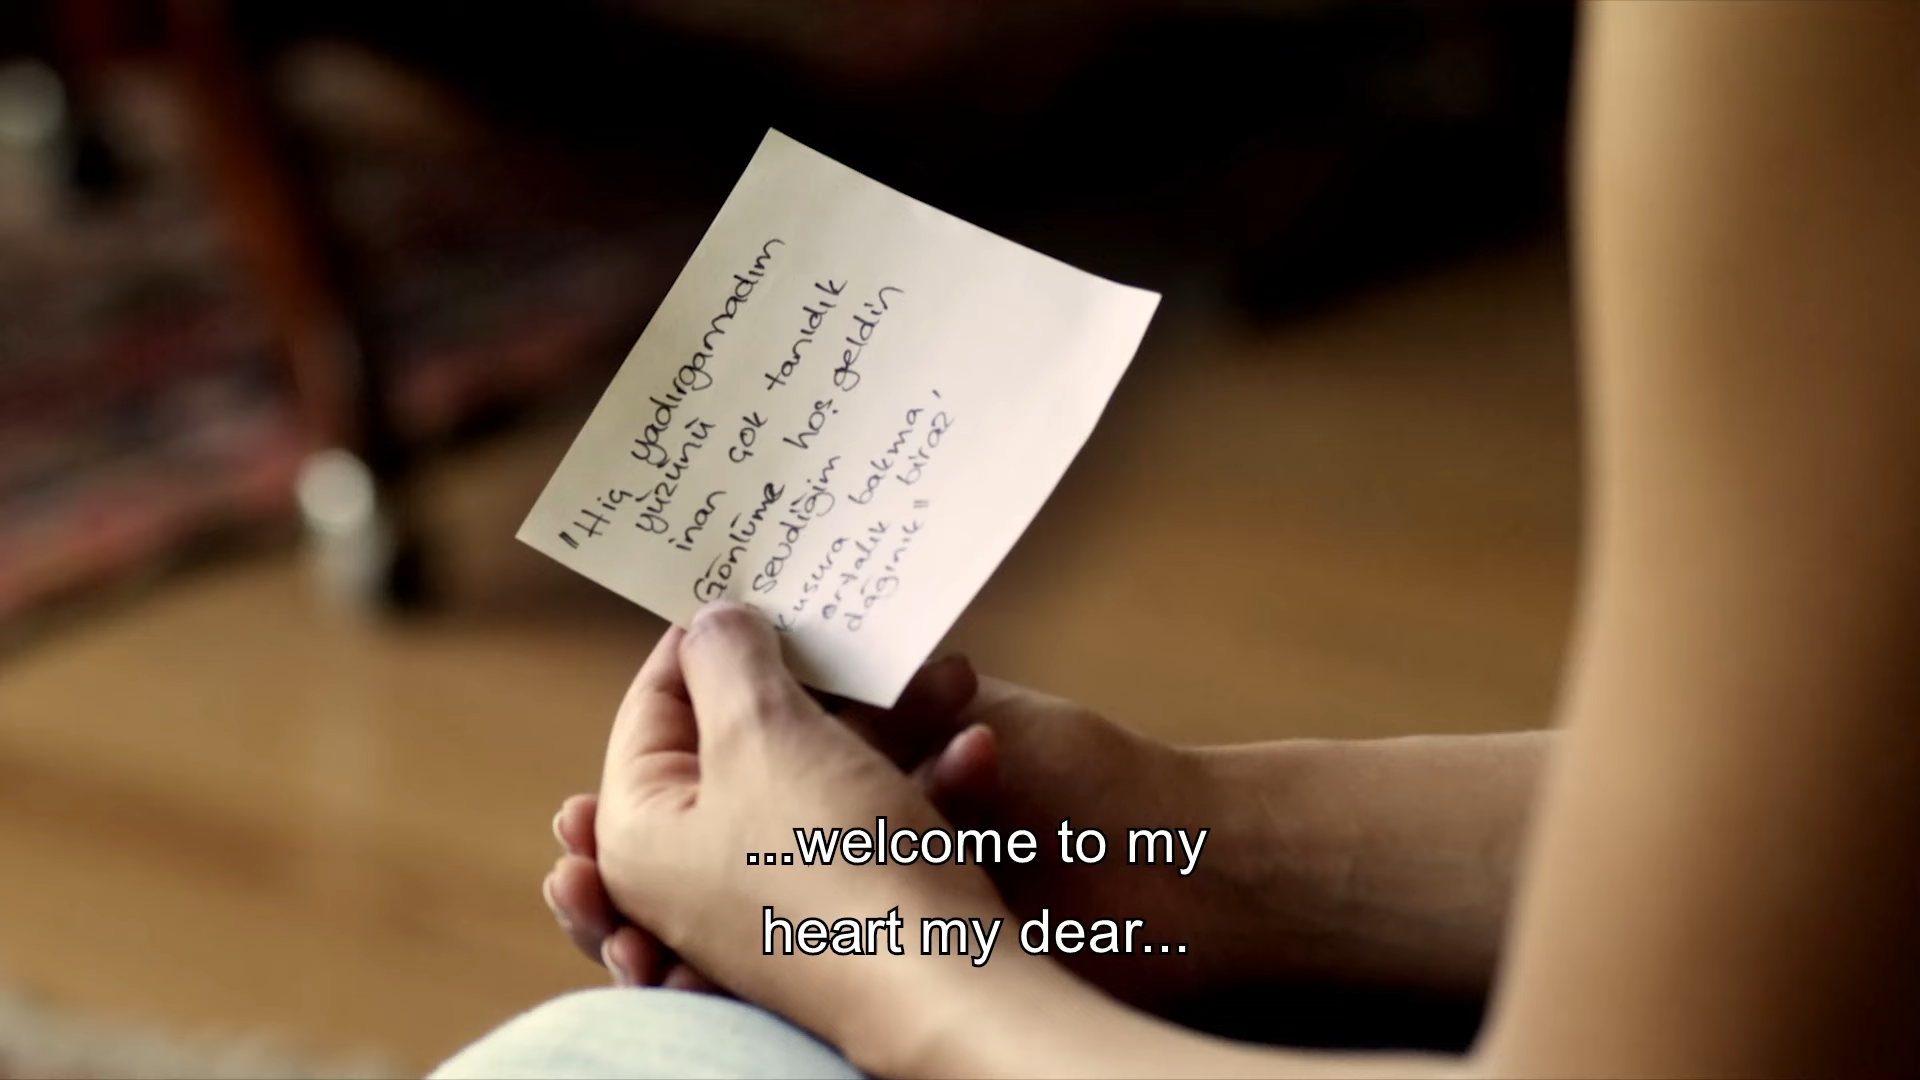 "Hiç yadırgamadım
yüzünü
inan çok tanıdık
Gönlüme hoş geldin
sevdiğim
kusura bakma,
ortalık biraz'
dağınık"
...welcome to my
heart my dear...